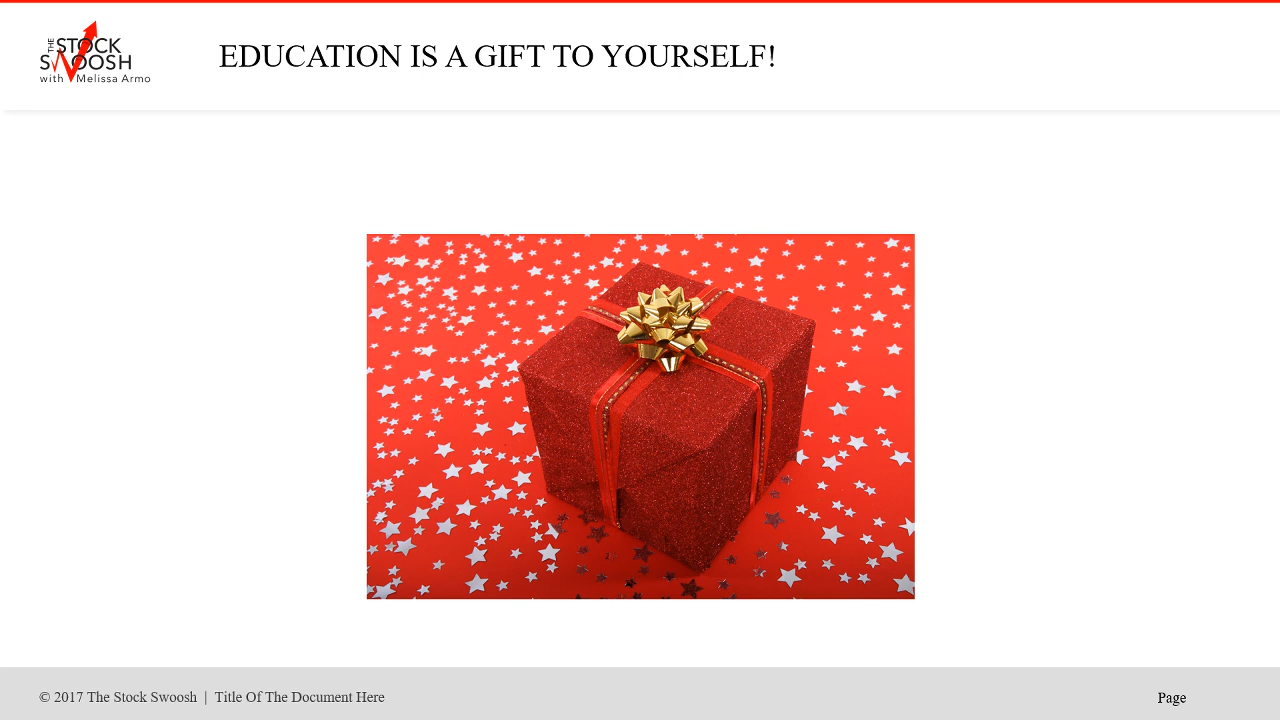 THE STOCK
SWOOSH
with Melissa Armo
EDUCATION IS A GIFT TO YOURSELF!
© 2017 The Stock Swoosh | Title Of The Document Here
Page